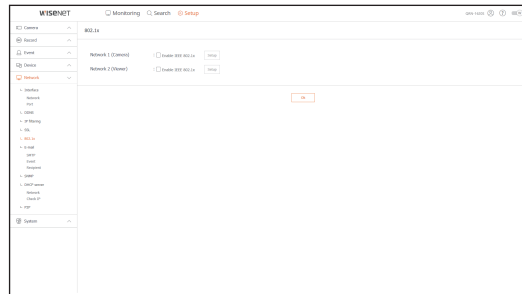 WISENET
Monitoring Search Setup
Camera
Record
Event
Device
Network
Interface
Network
Port
DDNS
IP filtering
SSL
802.1x
E-mail
SMTP
Event
Recipient
SNMP
DHCP server
Network
Check IP
P2P
System
802.1x
Network 1 (Camera) : Enable IEEE 802.1x Setup
Network 2 (Viewer) : Enable IEEE 802.1x Setup
Ok